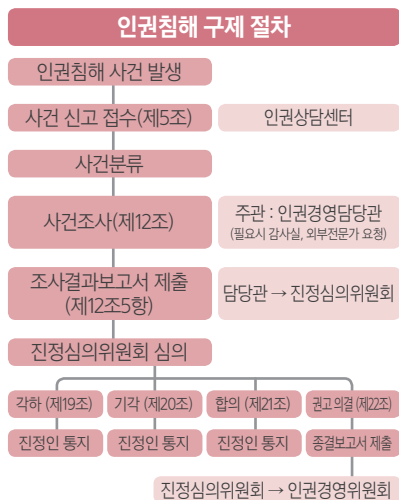 인권침해 구제 절차
인권침해 사건 발생
사건 신고 접수(제5조)
인권상담센터
사건분류
사건조사(제12조)
주관 : 인권경영담당관
(필요시 감사실, 외부전문가 요청)
조사결과보고서 제출
(제12조5항)
담당관 → 진정심의위원회
진정심의위원회 심의
각하 (제19조)
기각 (제20조)
합의 (제21조)
권고 의결 (제22조)
진정인 통지
진정인 통지
진정인 통지
종결보고서 제출
진정심의위원회 → 인권경영위원회